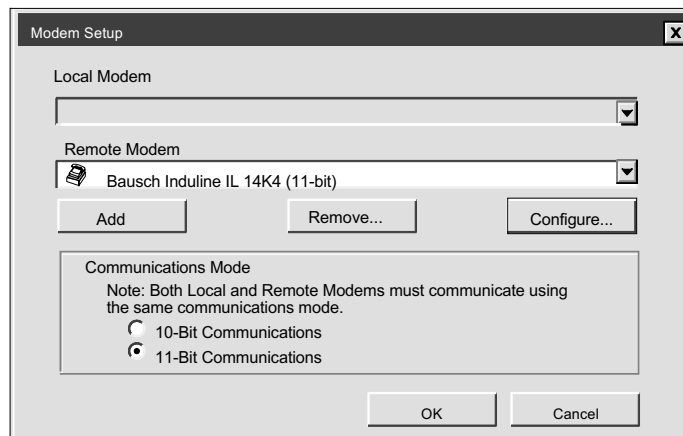 Modem Setup
X
Local Modem
Remote Modem
Bausch Induline IL 14K4 (11-bit)
Add
Remove...
Configure...
Communications Mode
Note: Both Local and Remote Modems must communicate using
the same communications mode.
10-Bit Communications
11-Bit Communications
OK
Cancel